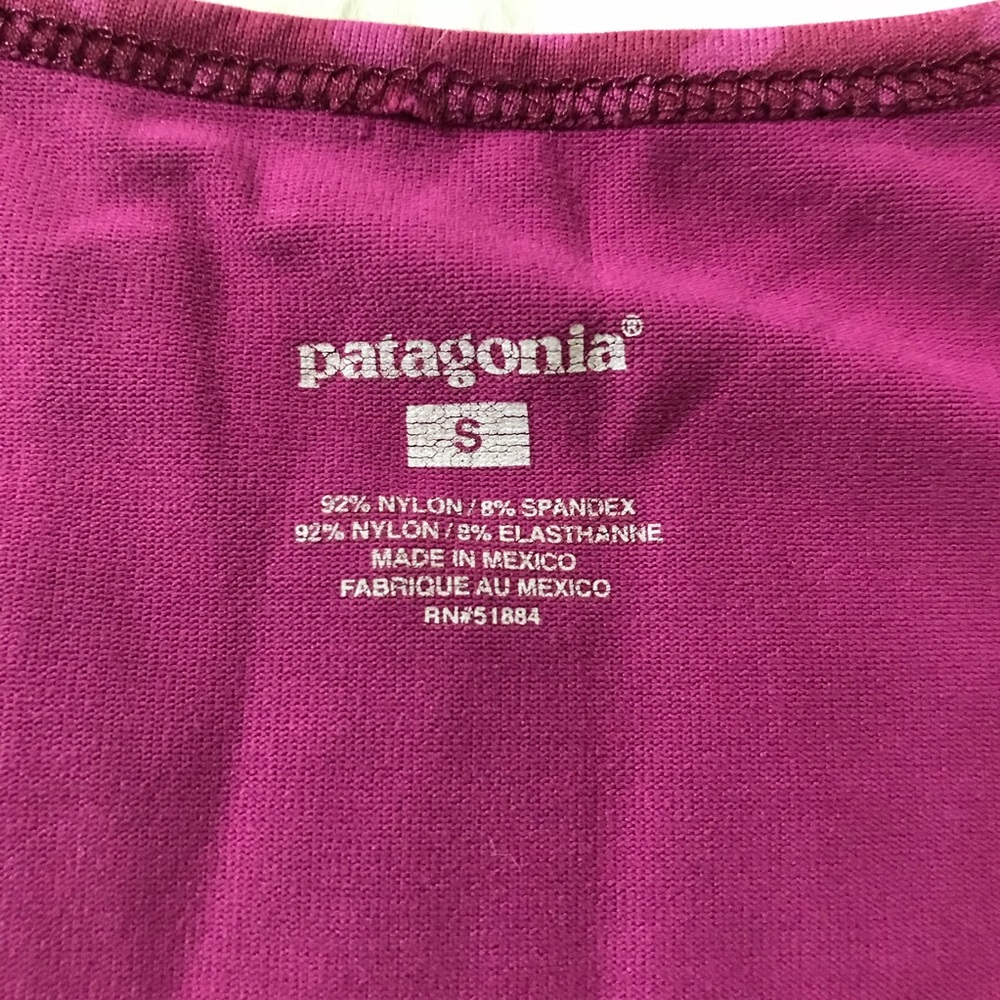 patagonia®
S
92% NYLON / 8% SPANDEX
92% NYLON / 8% ELASTHANNE
MADE IN MEXICO
FABRIQUE AU MEXICO
RN#51884